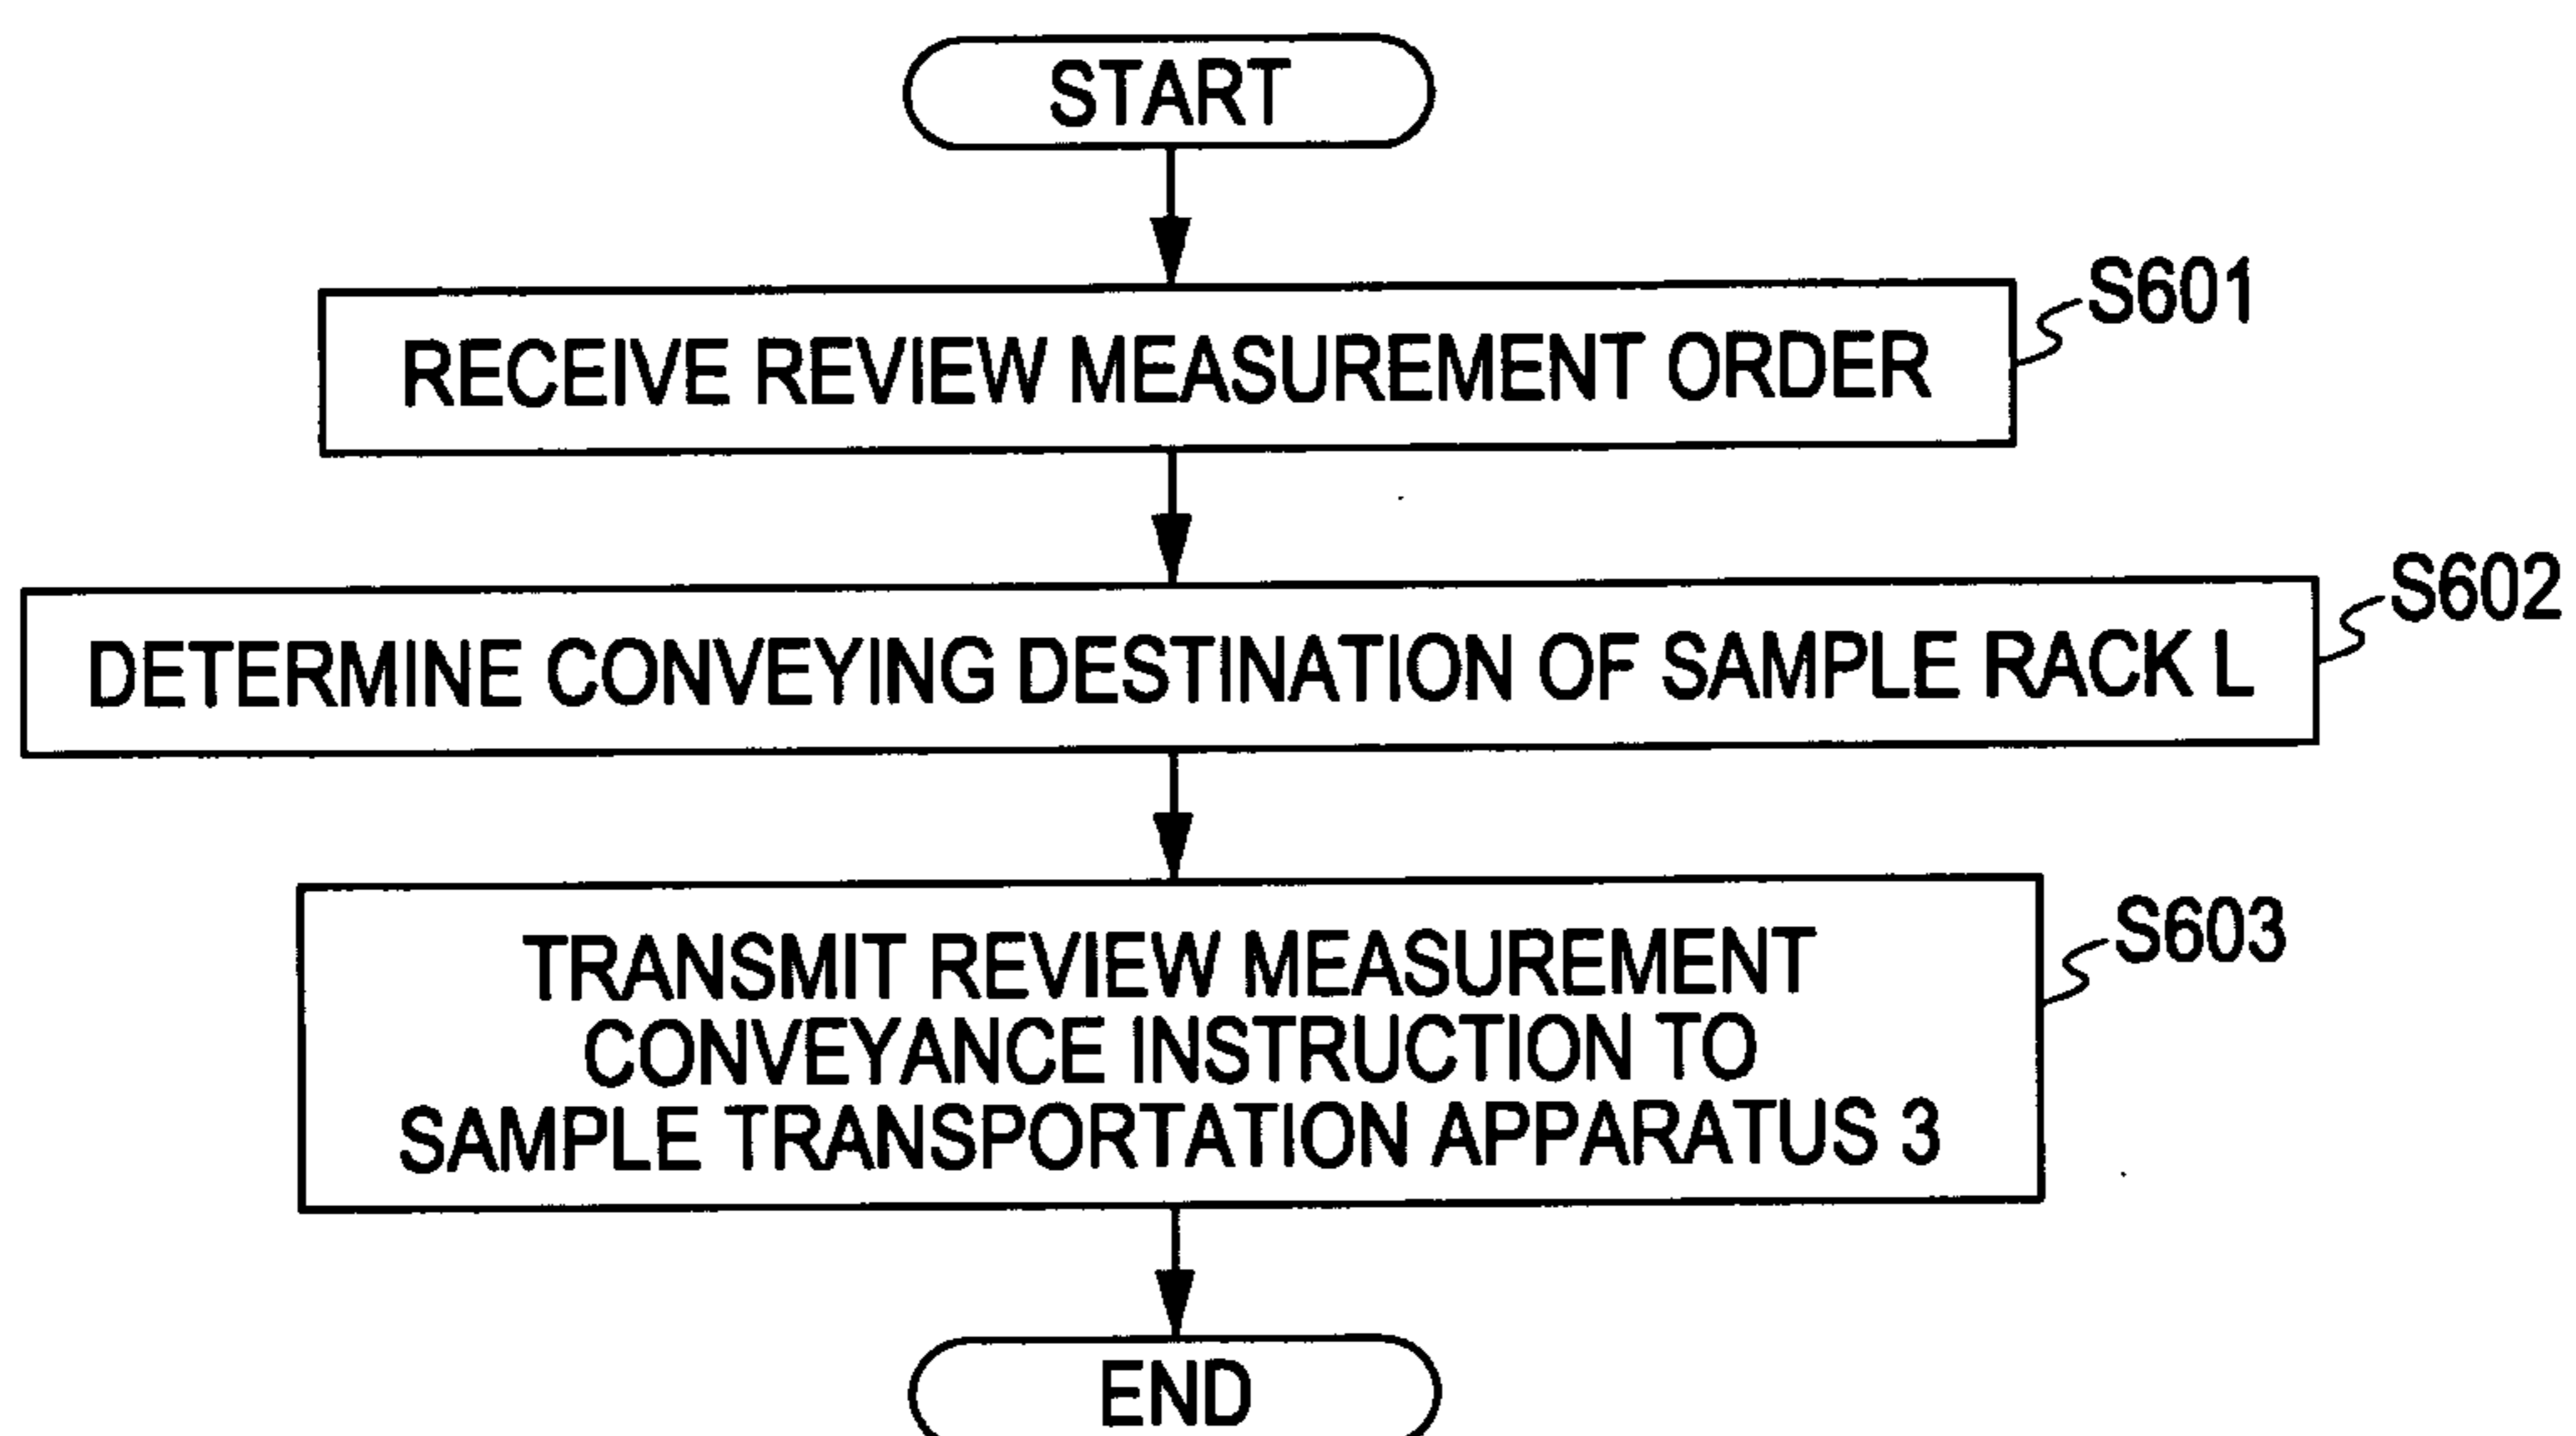 START
RECEIVE REVIEW MEASUREMENT ORDER
S601
DETERMINE CONVEYING DESTINATION OF SAMPLE RACK L
S602
TRANSMIT REVIEW MEASUREMENT
CONVEYANCE INSTRUCTION TO
SAMPLE TRANSPORTATION APPARATUS 3
S603
END